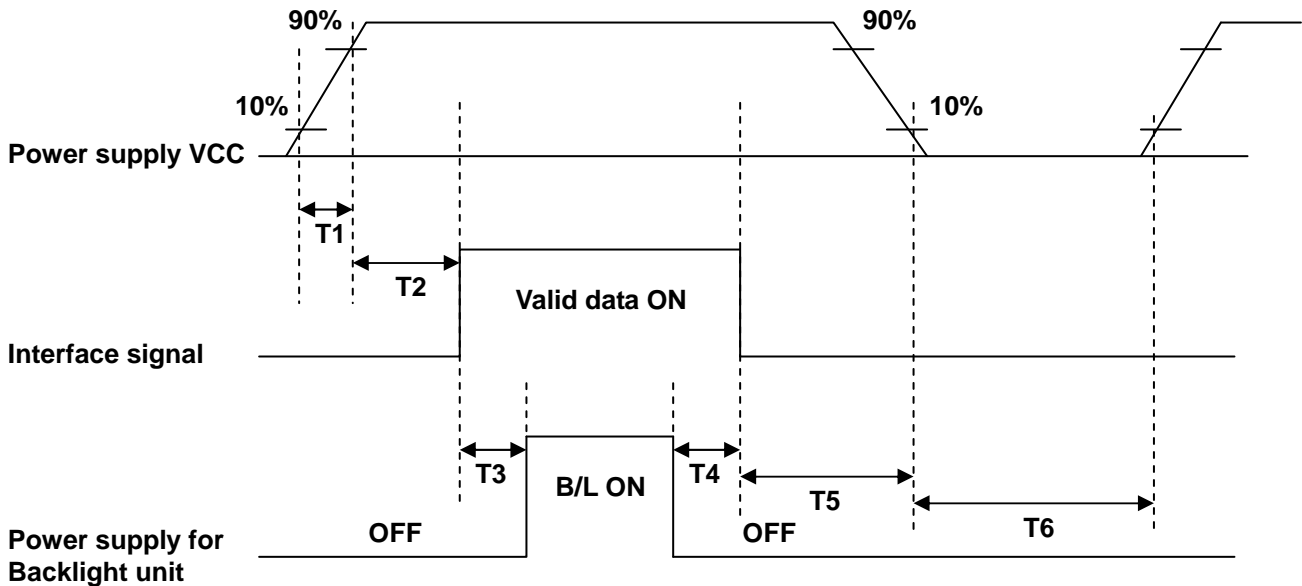 90%
90%
10%
10%
Power supply VCC
T1
T2
Valid data ON
Interface signal
T3
T4
B/L ON
T5
T6
OFF
OFF
Power supply for
Backlight unit